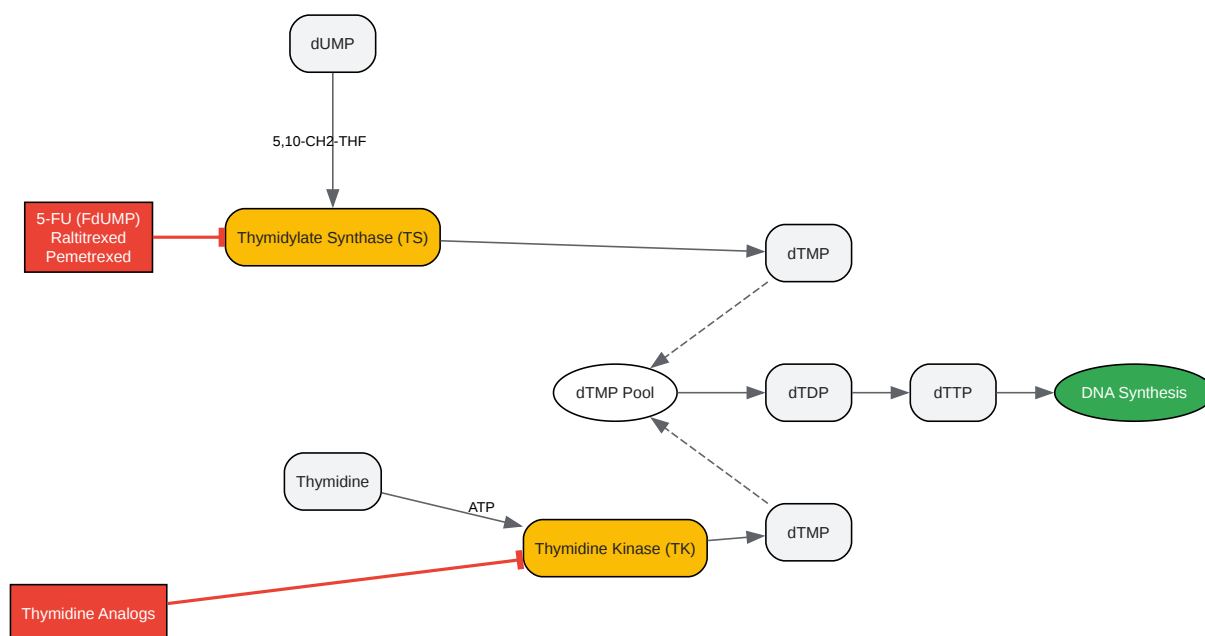 dUMP
5,10-CH2-THF
5-FU (FdUMP)
Raltitrexed
Pemetrexed
Thymidylate Synthase (TS)
dTMP
dTMP Pool
dTDP
dTTP
DNA Synthesis
Thymidine
ATP
Thymidine Kinase (TK)
dTMP
Thymidine Analogs